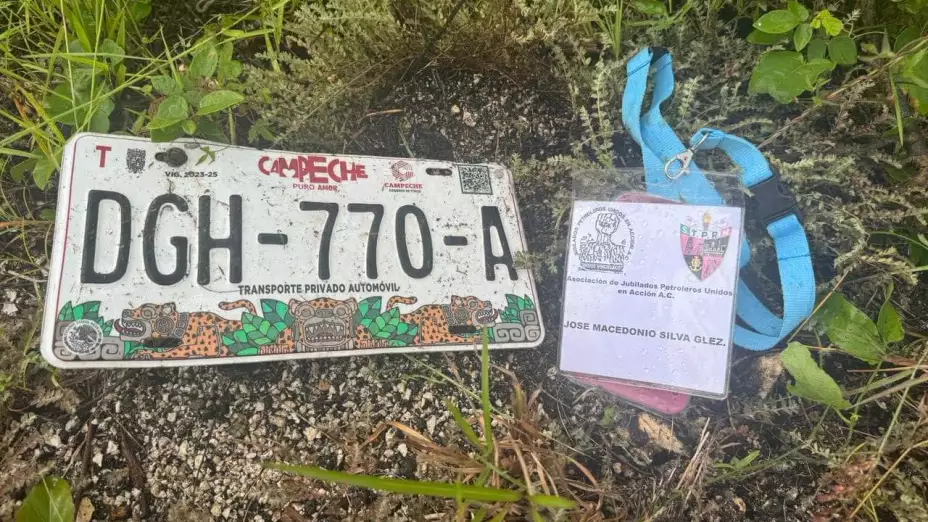 T
VIG. 2023-25
CAMPECHE
PURO AMBR
CAMPECHE
DGH-770-A
TRANSPORTE PRIVADO AUTOMÓVIL
S
T P R M
Asociación de Jubilados Petroleros Unidos
en Acción A.C.
JOSE MACEDONIO SILVA GLEZ.